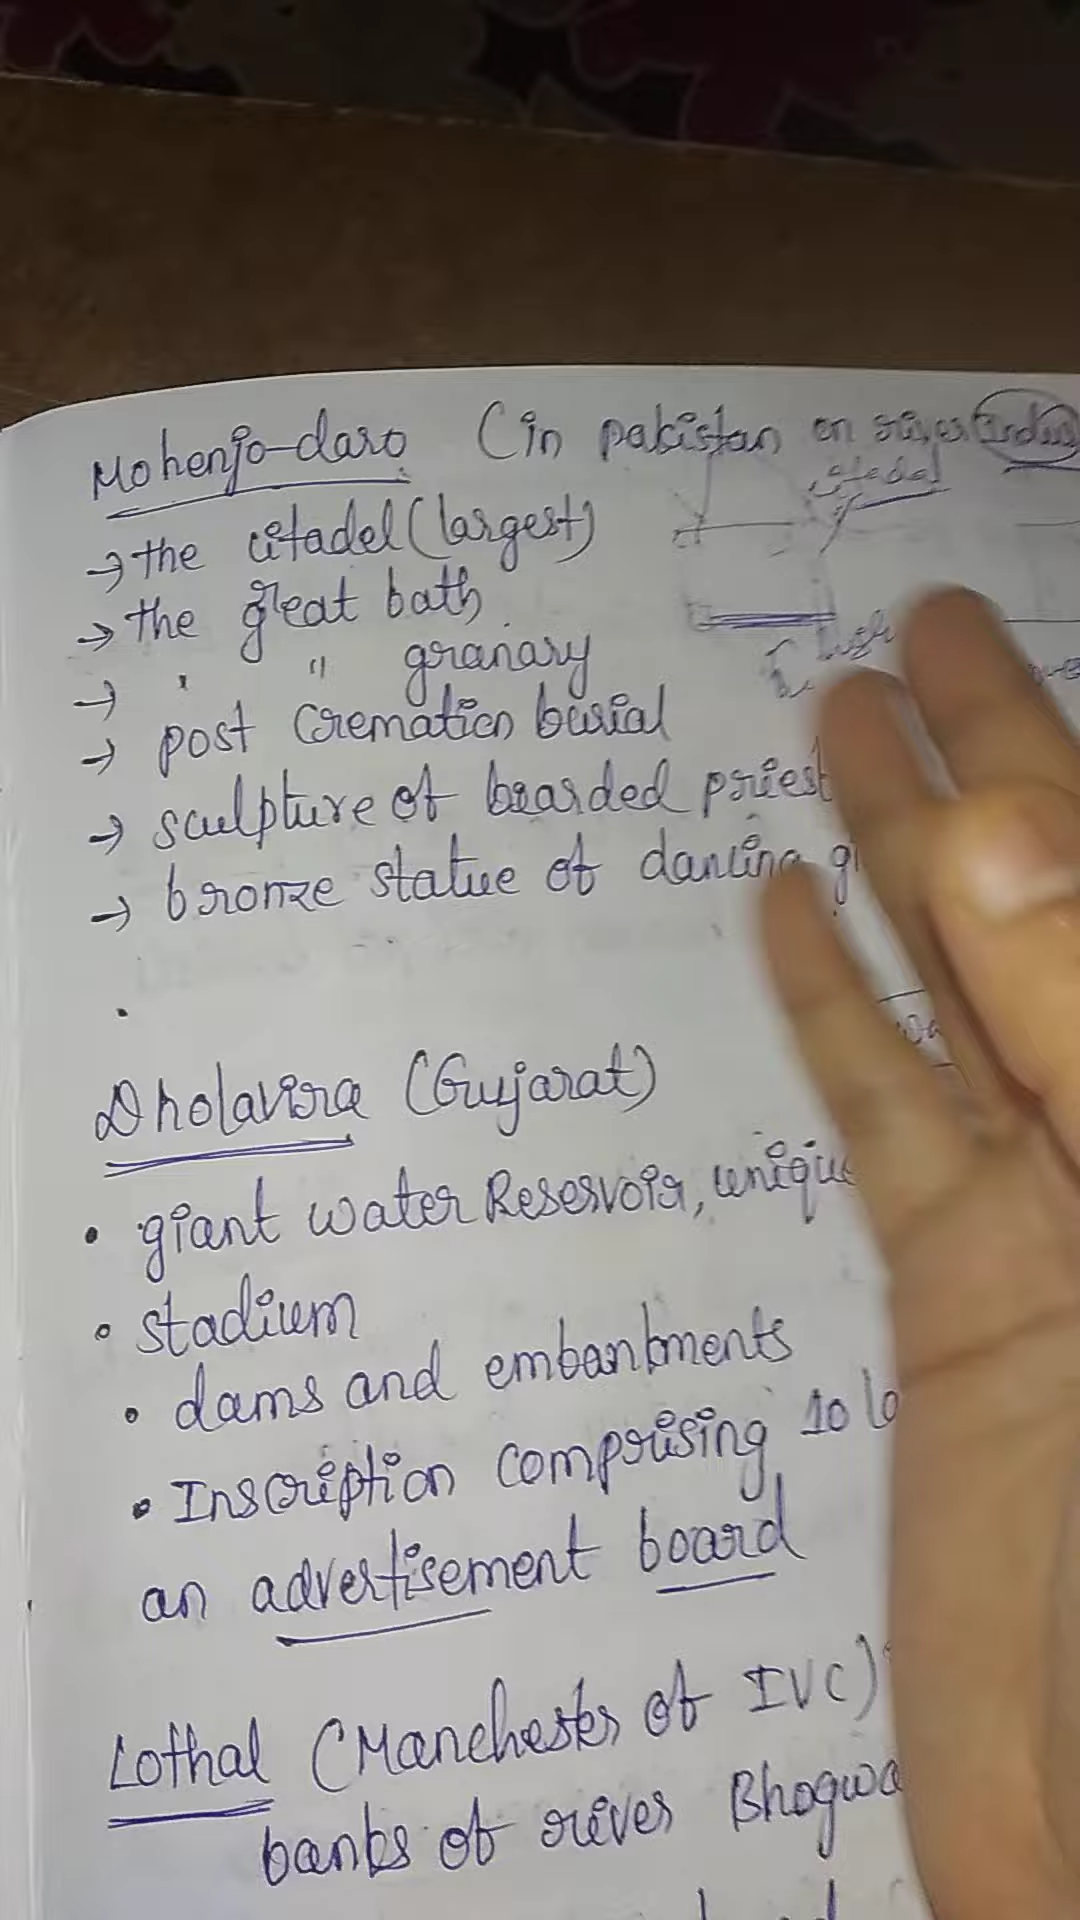 Mohenjo-daro (in pakistan on river Indus
citadel
→ the citadel (largest)
→ the great bath
→ " " granary
→ post cremation burial
→ sculpture of bearded priest
→ bronze statue of dancing
Dholavira (Gujarat)
• giant water Reservoir, unique
• stadium
• dams and embankments
• Inscription comprising 10
an advertisement board
Lothal (Manchester of IVC)
banks of river